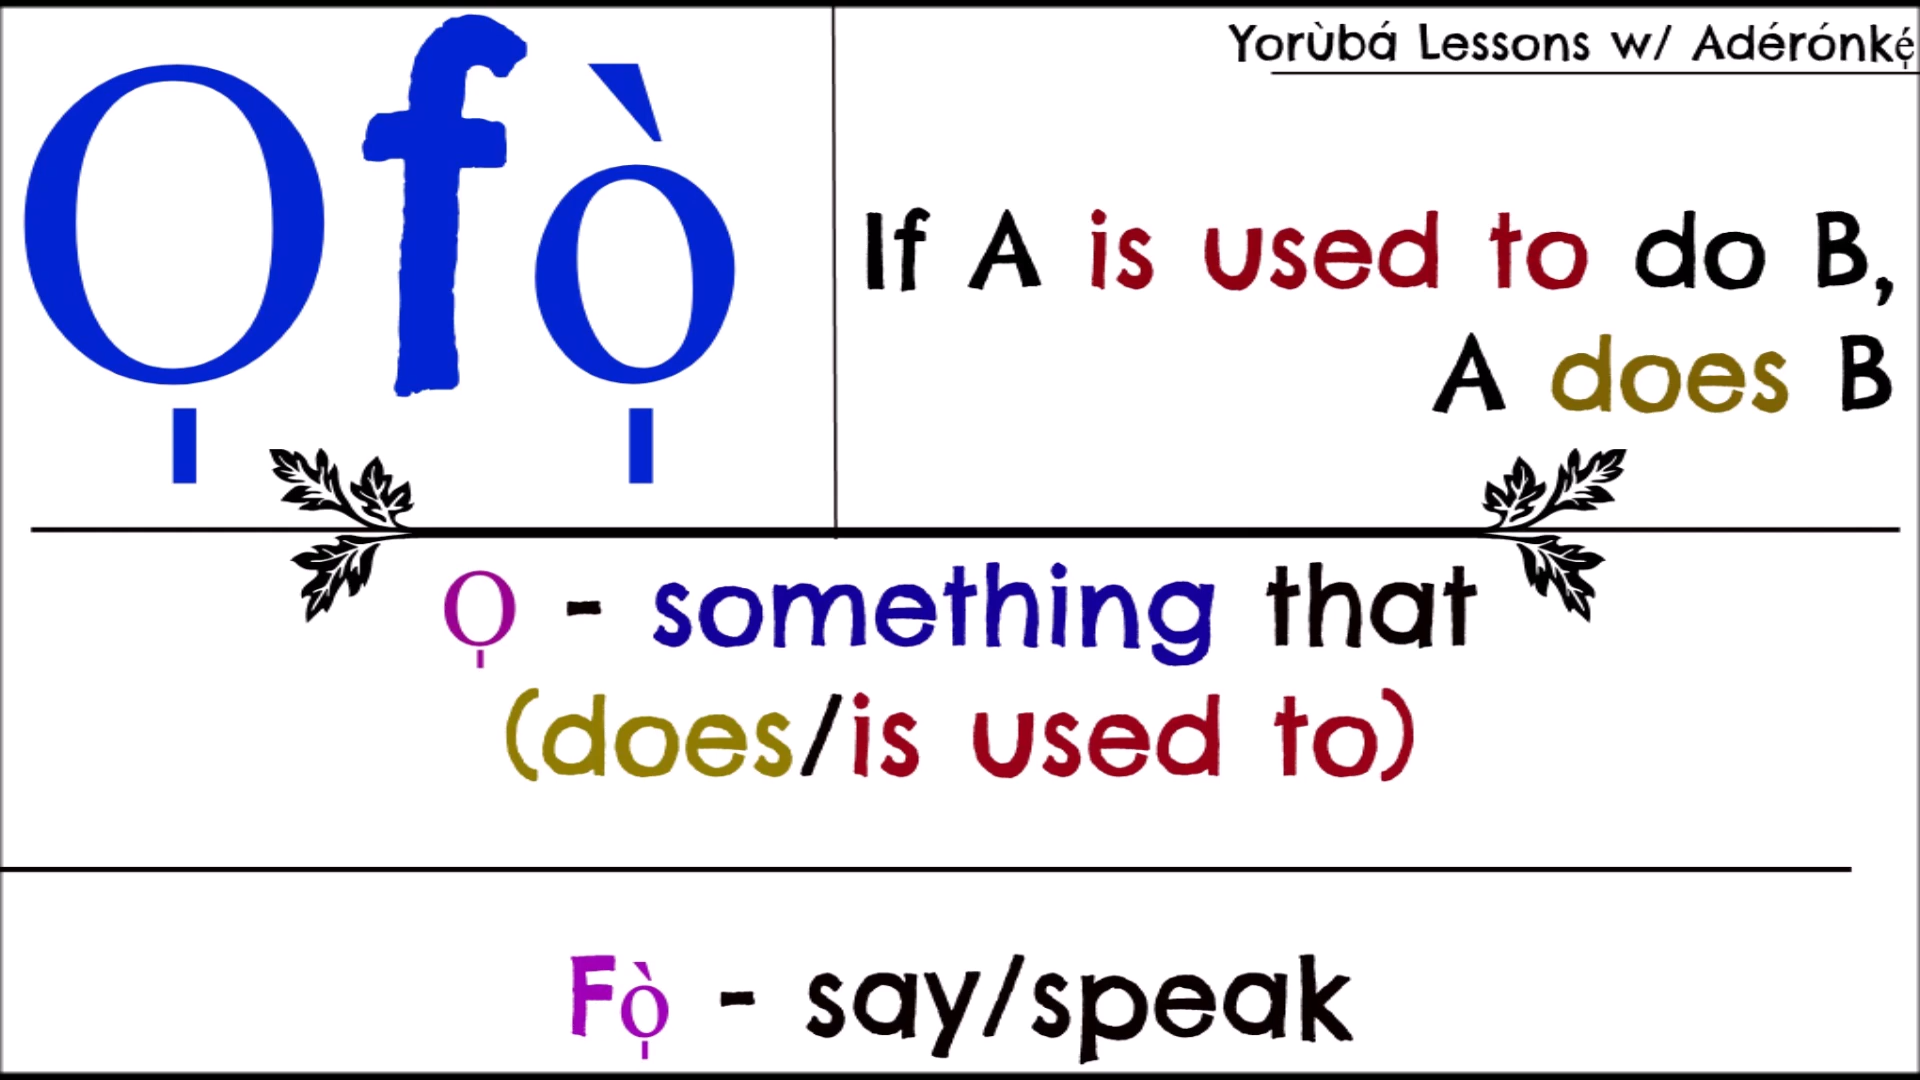 Ọfọ̀
Yorùbá Lessons w/ Adérónkẹ́
If A is used to do B,
A does B
Ọ - something that
(does/is used to)
Fọ̀ - say/speak